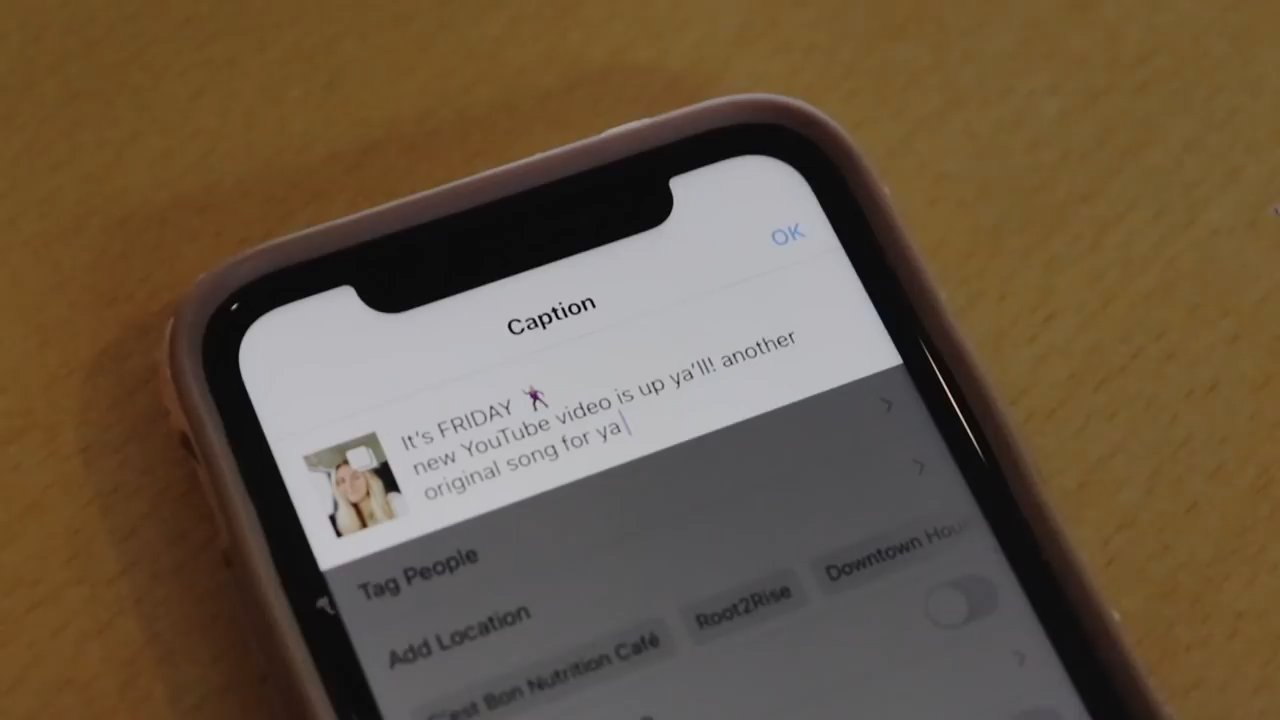 OK
Caption
It's FRIDAY 🕺
new YouTube video is up ya'll! another
original song for ya
Tag People
Add Location
C'est Bon Nutrition Café
Root2Rise
Downtown